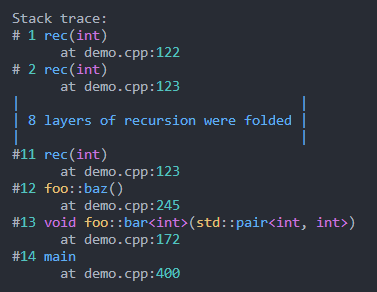 Stack trace:
# 1 rec(int)
      at demo.cpp:122
# 2 rec(int)
      at demo.cpp:123
|                                    |
| 8 layers of recursion were folded |
|                                    |
#11 rec(int)
      at demo.cpp:123
#12 foo::baz()
      at demo.cpp:245
#13 void foo::bar<int>(std::pair<int, int>)
      at demo.cpp:172
#14 main
      at demo.cpp:400